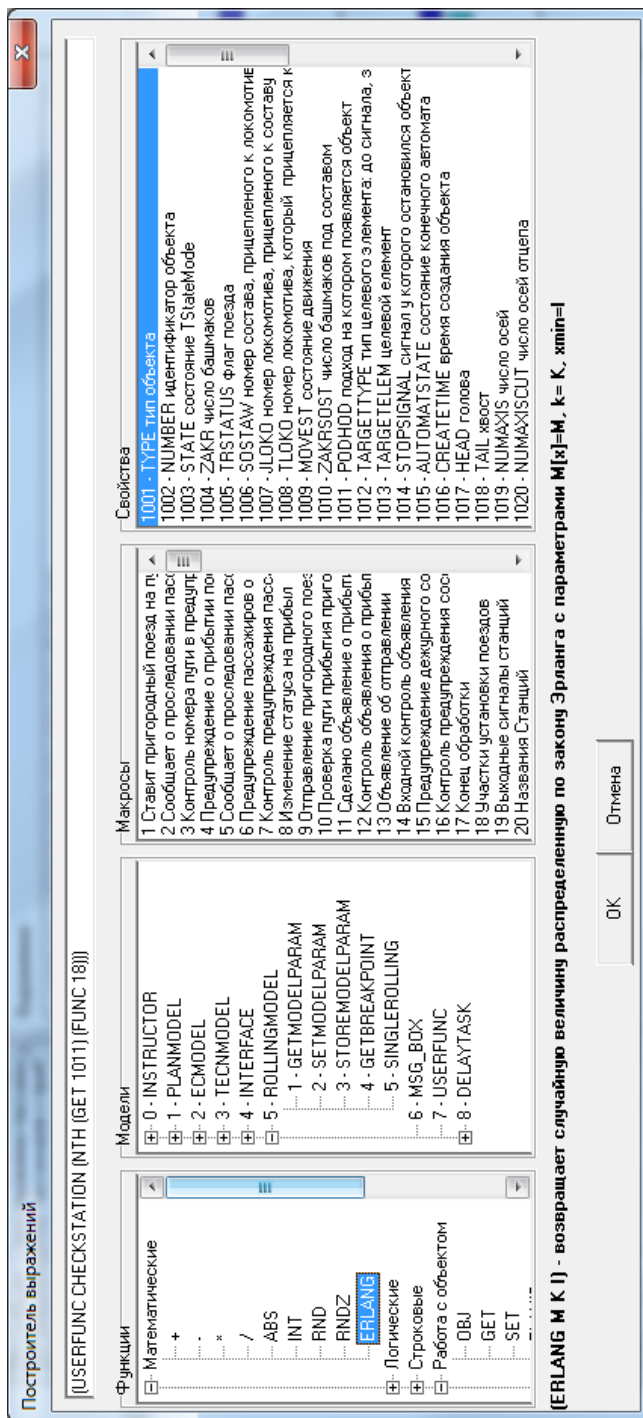 Построитель выражений
(USERFUNC CHECKSTATION (NTH (GET 1011) (FUNC 18)))
Функции
Математические
+
-
*
/
ABS
INT
RND
RNDZ
ERLANG
Логические
Строковые
Работа с объектом
OBJ
GET
SET
Модели
0 - INSTRUCTOR
1 - PLANMODEL
2 - ECMODEL
3 - TECNMODEL
4 - INTERFACE
5 - ROLLINGMODEL
1 - GETMODELPARAM
2 - SETMODELPARAM
3 - STOREMODELPARAM
4 - GETBREAKPOINT
5 - SINGLEROLLING
6 - MSG_BOX
7 - USERFUNC
8 - DELAYTASK
Макросы
1 Ставит пригородный поезд на пу
2 Сообщает о проследовании пасс
3 Контроль номера пути в предупр
4 Предупреждение о прибытии по
5 Сообщает о проследовании пасс
6 Предупреждение пассажиров о
7 Контроль предупреждения пасс.
8 Изменение статуса на прибыл
9 Отправление пригородного поез
10 Проверка пути прибытия приго
11 Сделано объявление о прибыти
12 Контроль объявления о прибыл
13 Объявление об отправлении
14 Входной контроль объявления
15 Предупреждение дежурного со
16 Контроль предупреждения сос
17 Конец обработки
18 Участки установки поездов
19 Выходные сигналы станций
20 Названия Станций
Свойства
1001 - TYPE тип объекта
1002 - NUMBER идентификатор объекта
1003 - STATE состояние TStateMode
1004 - ZAKR число башмаков
1005 - TRSTATUS флаг поезда
1006 - SOSTAW номер состава, прицепленого к локомотиве
1007 - JLOKO номер локомотива, прицепленого к составу
1008 - TLOKO номер локомотива, который прицепляется к
1009 - MOVEST состояние движения
1010 - ZAKRSOST число башмаков под составом
1011 - PODHOD подход на котором появляется объект
1012 - TARGETTYPE тип целевого элемента: до сигнала, з
1013 - TARGETELEM целевой елемент
1014 - STOPSIGNAL сигнал у которого остановился объект
1015 - AUTOMATSTATE состояние конечного автомата
1016 - CREATETIME время создания объекта
1017 - HEAD голова
1018 - TAIL хвост
1019 - NUMAXIS число осей
1020 - NUMAXISCUT число осей отцепа
(ERLANG M K I) - возвращает случайную величину распределенную по закону Эрланга с параметрами M[x]=M, k= K, xmin=I
OK
Отмена